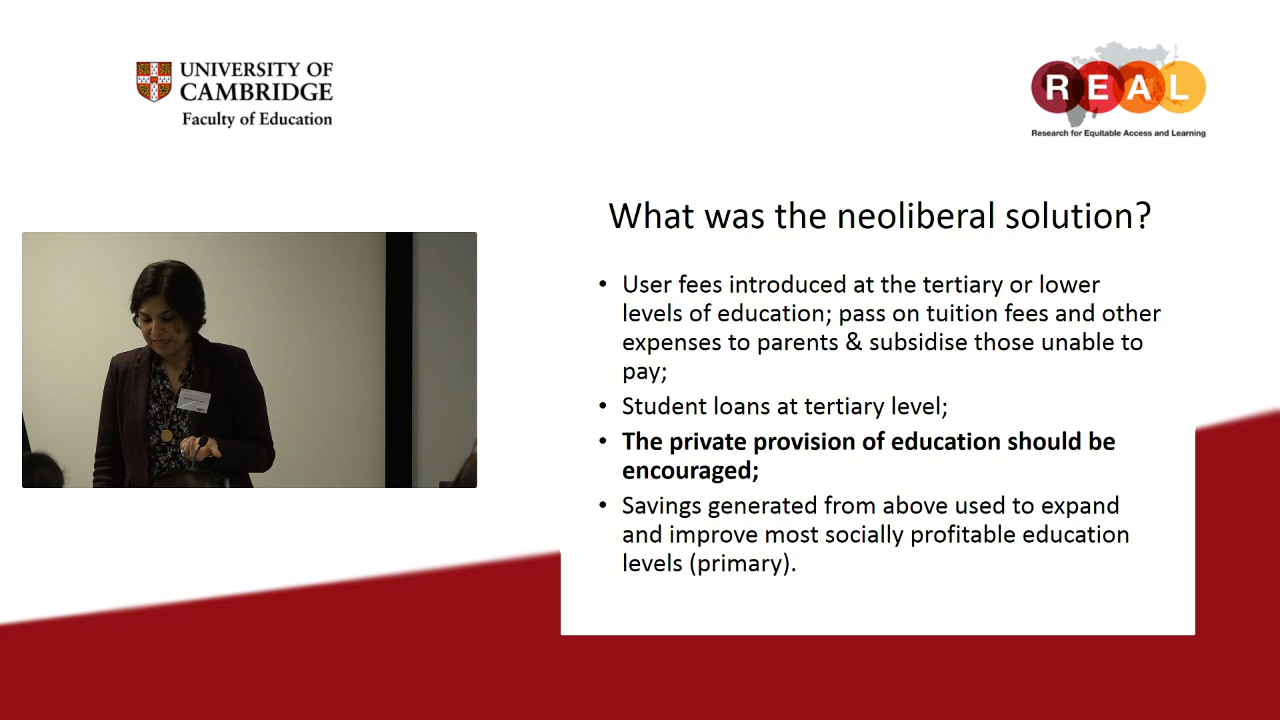 UNIVERSITY OF
CAMBRIDGE
Faculty of Education
REAL
Research for Equitable Access and Learning
What was the neoliberal solution?
• User fees introduced at the tertiary or lower
levels of education; pass on tuition fees and other
expenses to parents & subsidise those unable to
pay;
• Student loans at tertiary level;
• The private provision of education should be
encouraged;
• Savings generated from above used to expand
and improve most socially profitable education
levels (primary).